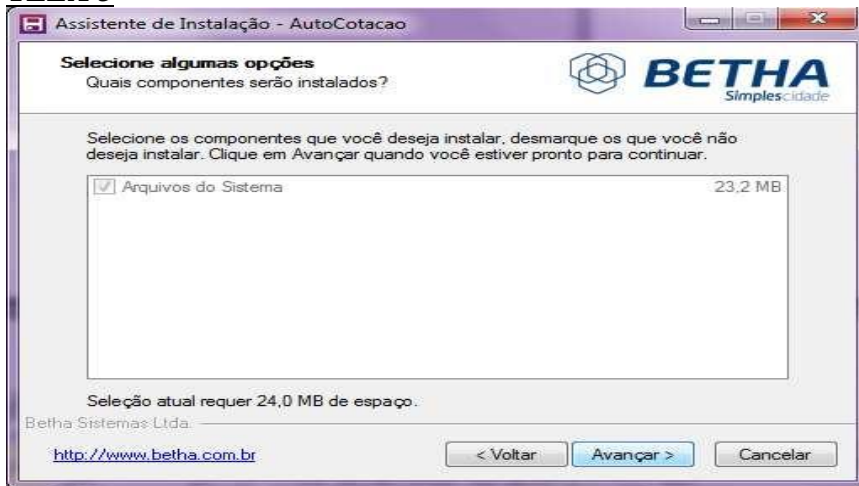 Assistente de Instalação - AutoCotacao
Selecione algumas opções
Quais componentes serão instalados?
BETHA
Simplescidade
Selecione os componentes que você deseja instalar, desmarque os que você não
deseja instalar. Clique em Avançar quando você estiver pronto para continuar.
Arquivos do Sistema 23,2 MB
Seleção atual requer 24,0 MB de espaço.
Betha Sistemas Ltda.
http://www.betha.com.br < Voltar Avançar > Cancelar